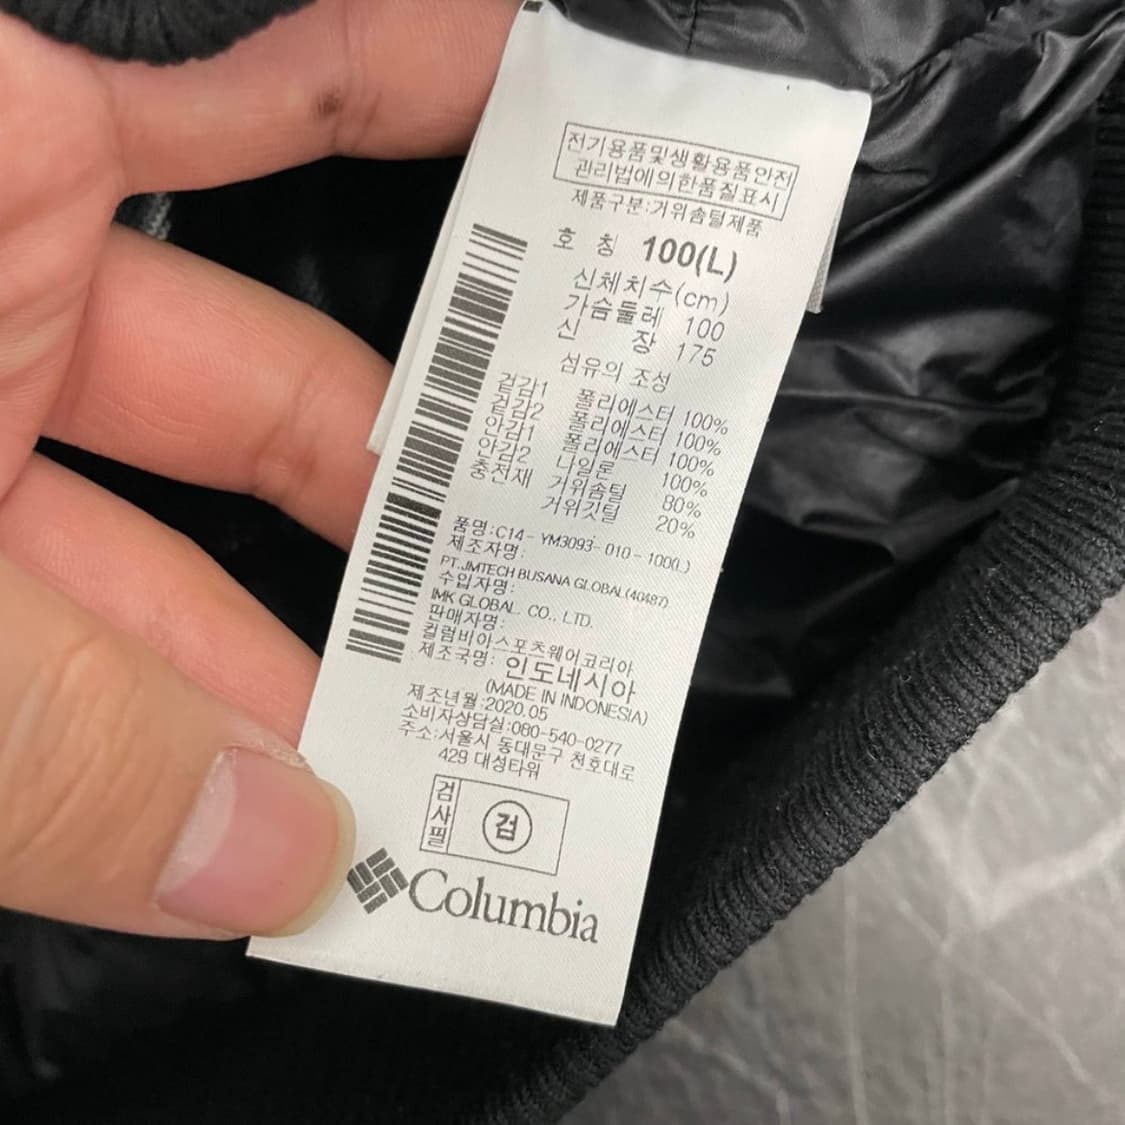 전기용품및생활용품안전
관리법에의한품질표시
제품구분:거위솜털제품
호 칭 100(L)
신체치수(cm)
가슴둘레 100
신 장 175
섬유의 조성
겉감1 폴리에스터 100%
겉감2 폴리에스터 100%
안감1 폴리에스터 100%
안감2 나일론 100%
충전재 거위솜털 80%
거위깃털 20%
품명:C14-YM3093-010-100(L)
제조자명:
PT.JIMTECH BUSANA GLOBAL(40487)
수입자명:
IMK GLOBAL. CO., LTD.
판매자명:
컬럼비아스포츠웨어코리아
제조국명: 인도네시아
(MADE IN INDONESIA)
제조년월:2020.05
소비자상담실:080-540-0277
주소:서울시 동대문구 천호대로
429 대성타워
검사필
검
Columbia